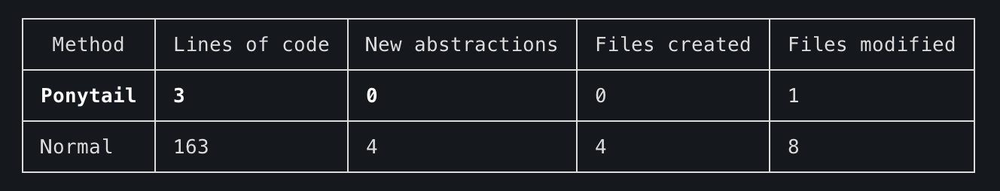 Method Lines of code New abstractions Files created Files modified
Ponytail 3 0 0 1
Normal 163 4 4 8